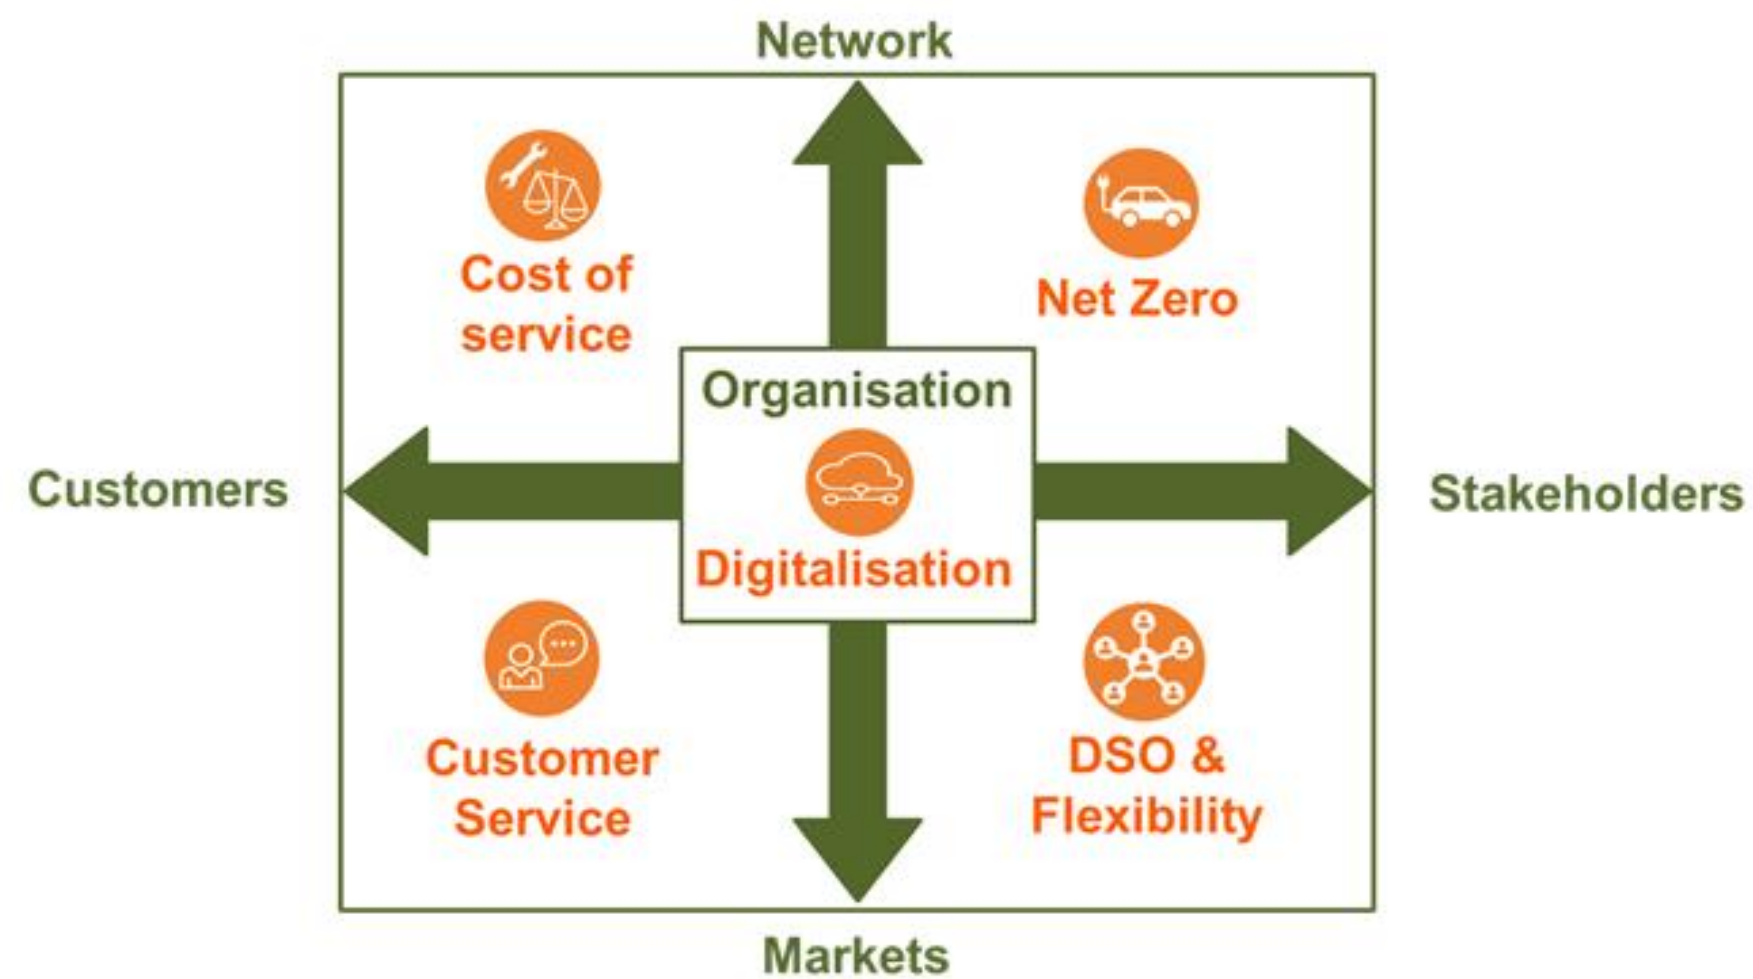 Network
Cost of
service
Net Zero
Organisation
Digitalisation
Customers
Stakeholders
Customer
Service
DSO &
Flexibility
Markets